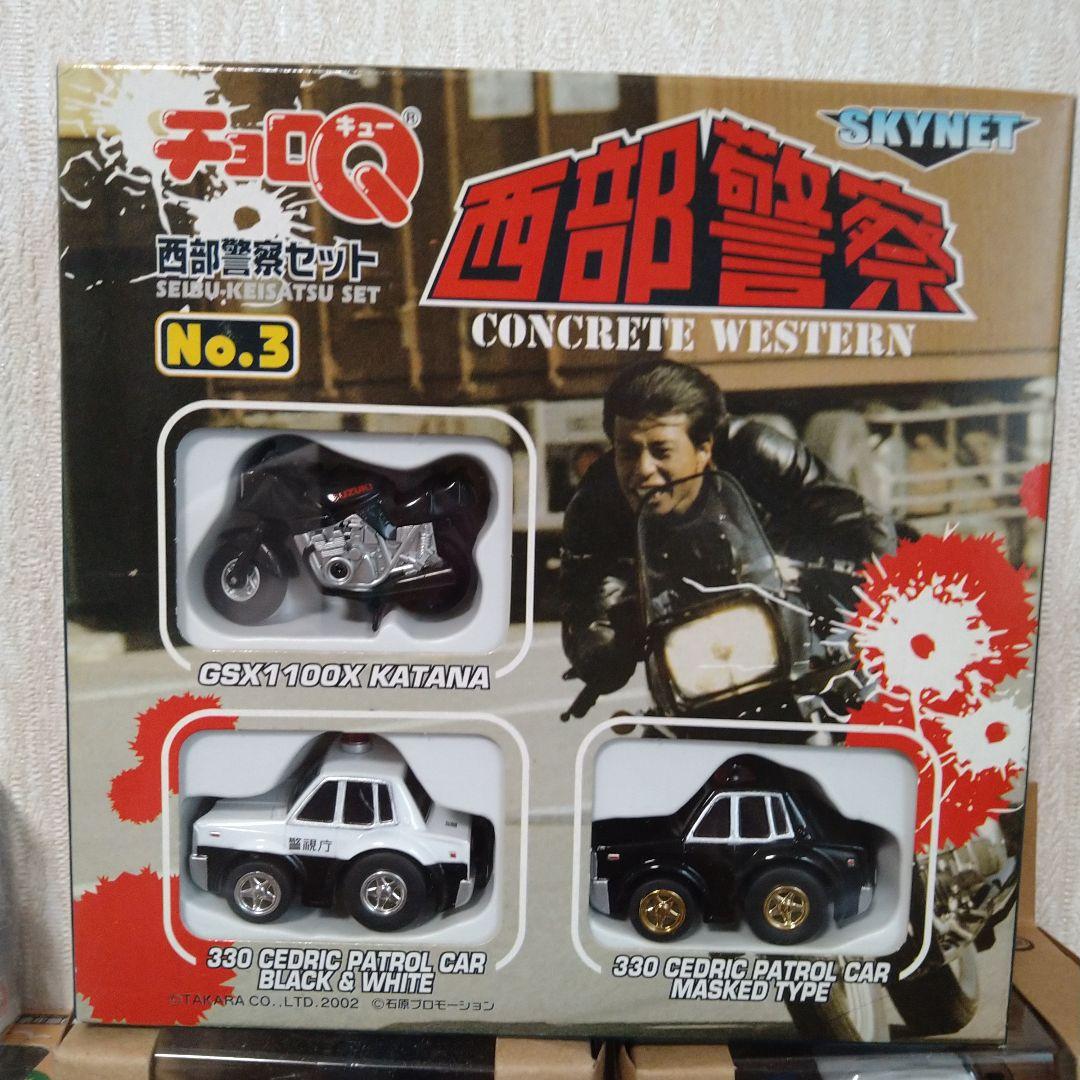 チョロQ®
キュー
SKYNET
西部警察
西部警察セット
SEIBU KEISATSU SET
CONCRETE WESTERN
No.3
SUZUKI
GSX1100X KATANA
警視庁
330 CEDRIC PATROL CAR
BLACK & WHITE
330 CEDRIC PATROL CAR
MASKED TYPE
©TAKARA CO.,LTD.2002 ©石原プロモーション